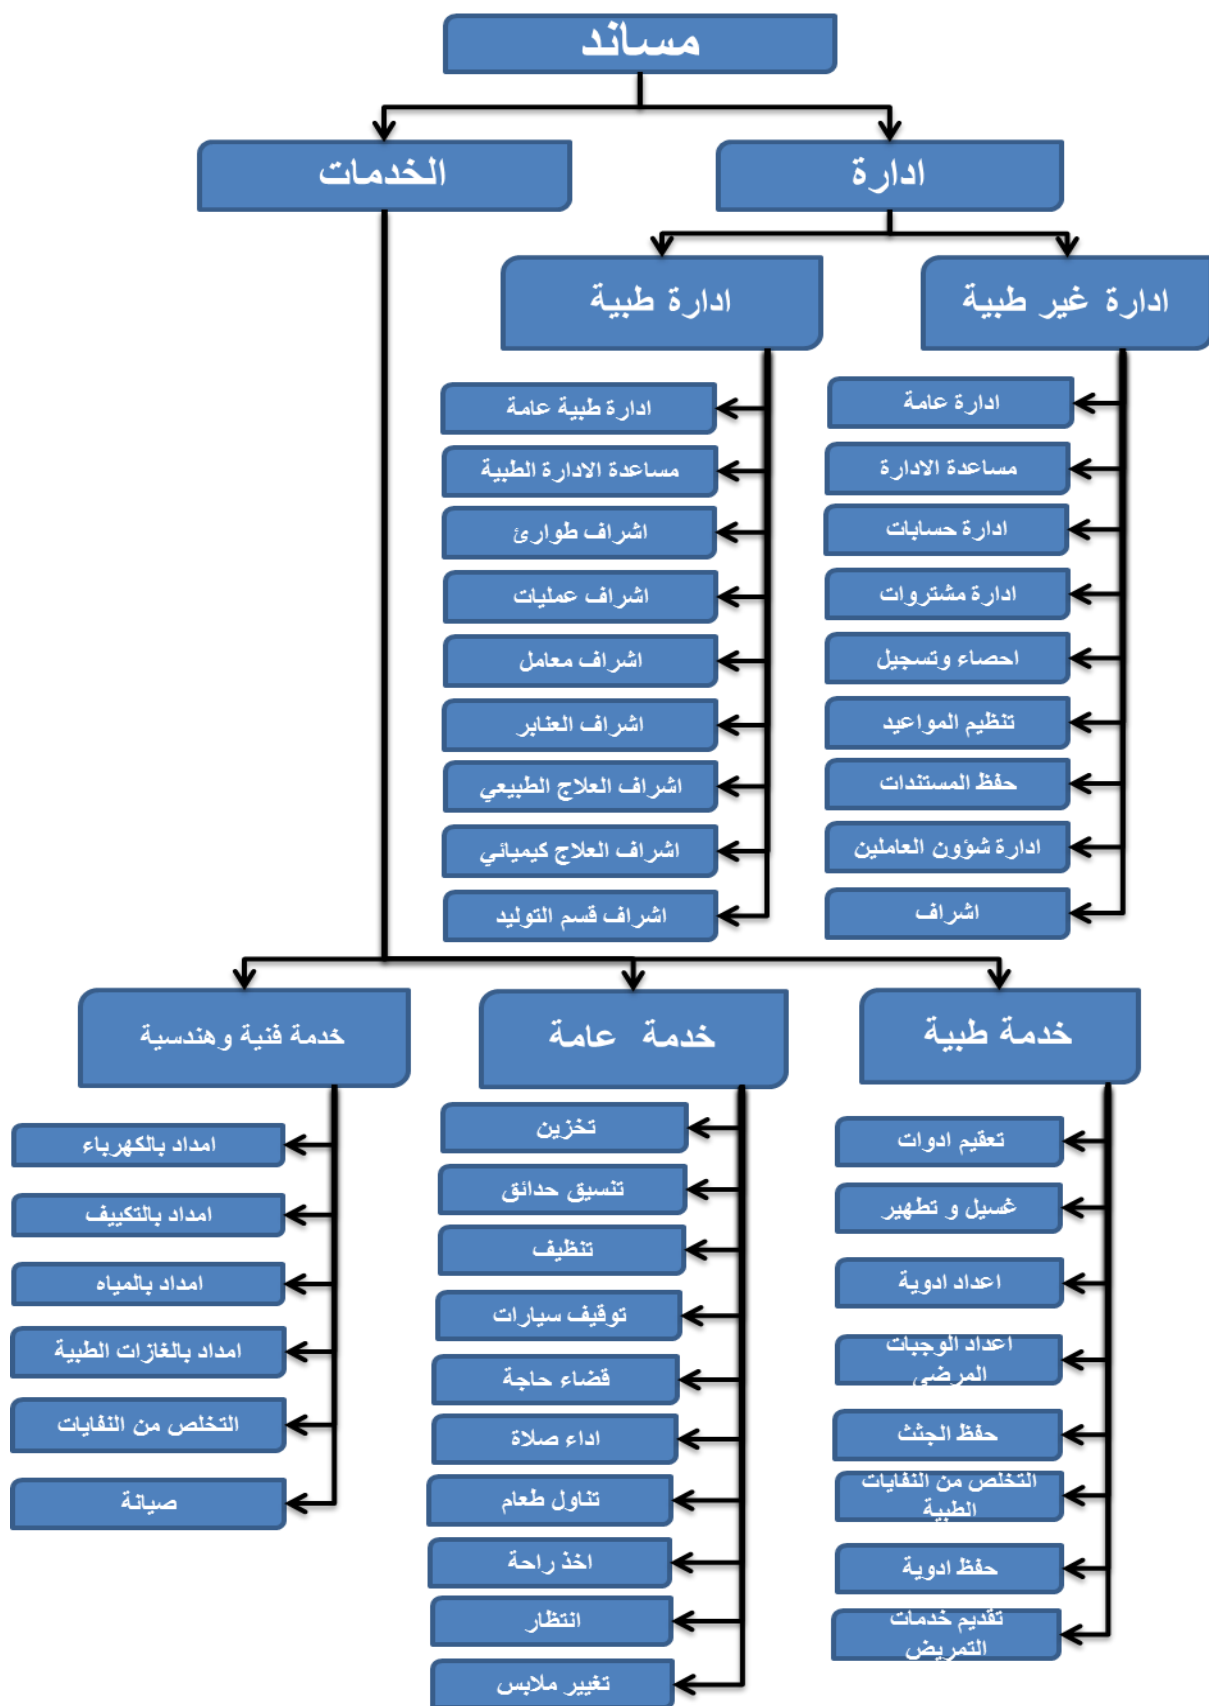 مساند
ادارة
الخدمات
ادارة غير طبية
ادارة طبية
ادارة عامة
مساعدة الادارة
ادارة حسابات
ادارة مشتروات
احصاء وتسجيل
تنظيم المواعيد
حفظ المستندات
ادارة شؤون العاملين
اشراف
ادارة طبية عامة
مساعدة الادارة الطبية
اشراف طوارئ
اشراف عمليات
اشراف معامل
اشراف العنابر
اشراف العلاج الطبيعي
اشراف العلاج كيميائي
اشراف قسم التوليد
خدمة طبية
خدمة عامة
خدمة فنية وهندسية
تعقيم ادوات
غسيل و تطهير
اعداد ادوية
اعداد الوجبات
المرضى
حفظ الجثث
التخلص من النفايات
الطبية
حفظ ادوية
تقديم خدمات
التمريض
تخزين
تنسيق حدائق
تنظيف
توقيف سيارات
قضاء حاجة
اداء صلاة
تناول طعام
اخذ راحة
انتظار
تغيير ملابس
امداد بالكهرباء
امداد بالتكييف
امداد بالمياه
امداد بالغازات الطبية
التخلص من النفايات
صيانة